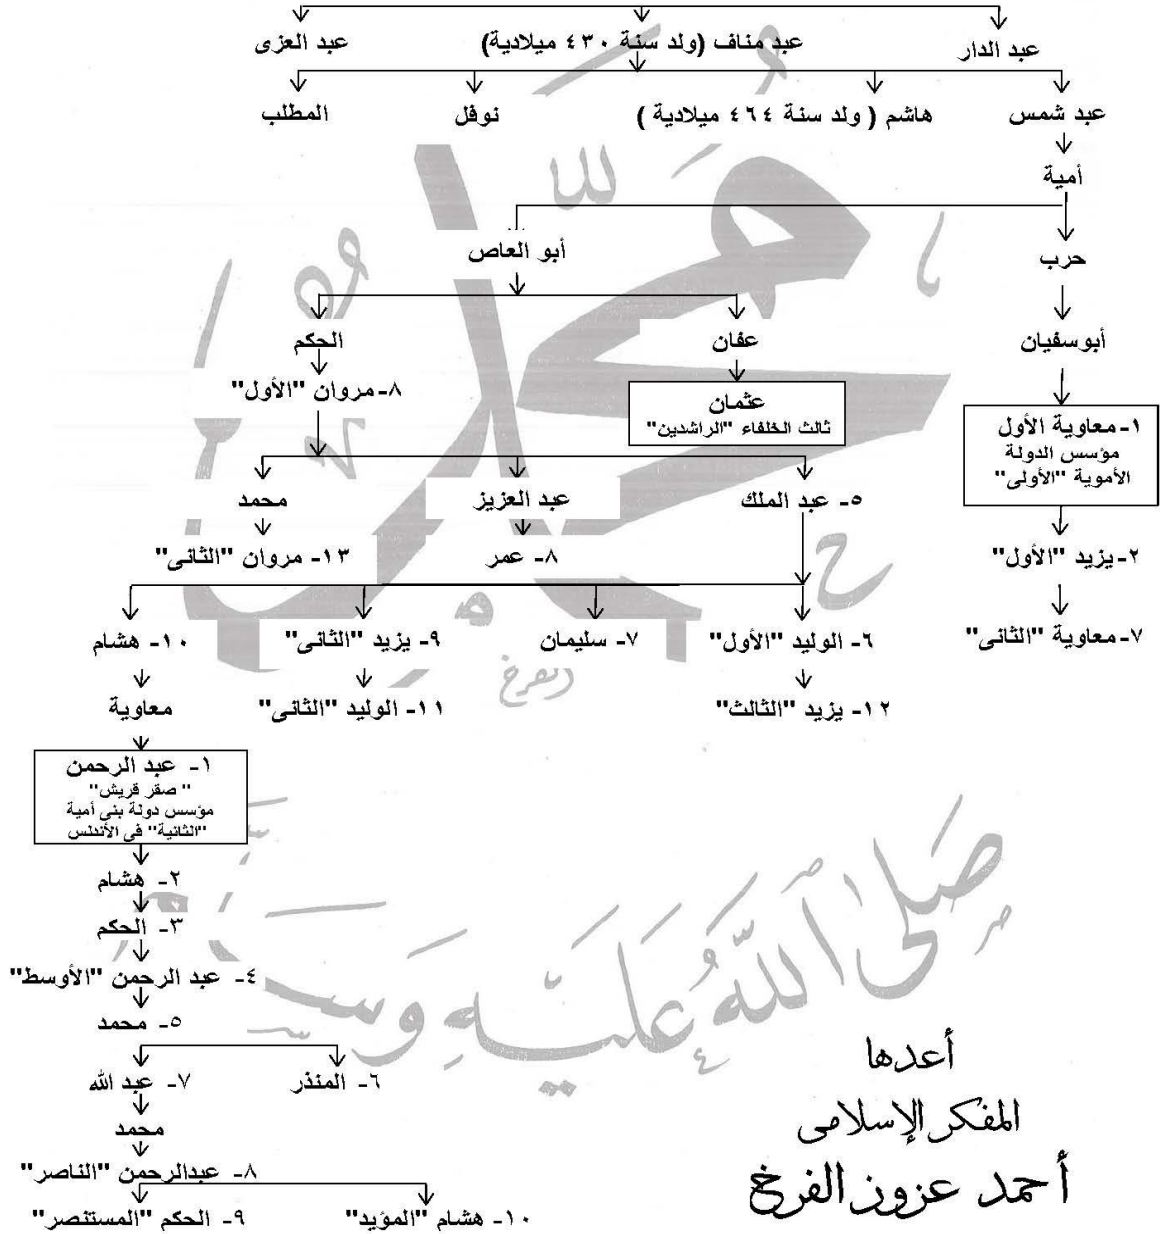 عبد الدار
عبد مناف (ولد سنة ٤٣٠ ميلادية)
عبد العزى
عبد شمس
هاشم ( ولد سنة ٤٦٤ ميلادية )
نوفل
المطلب
أمية
حرب
أبو العاص
أبوسفيان
عفان
الحكم
١- معاوية الأول
مؤسس الدولة
الأموية "الأولى"
عثمان
ثالث الخلفاء "الراشدين"
٨- مروان "الأول"
٥- عبد الملك
عبد العزيز
محمد
٢- يزيد "الأول"
٨- عمر
١٣- مروان "الثانى"
٧- معاوية "الثانى"
٦- الوليد "الأول"
٧- سليمان
٩- يزيد "الثانى"
١٠- هشام
١٢- يزيد "الثالث"
١١- الوليد "الثانى"
معاوية
١- عبد الرحمن
" صقر قريش"
مؤسس دولة بنى أمية
"الثانية" فى الأندلس
٢- هشام
٣- الحكم
٤- عبد الرحمن "الأوسط"
٥- محمد
٦- المنذر
٧- عبد الله
محمد
٨- عبدالرحمن "الناصر"
١٠- هشام "المؤيد"
٩- الحكم "المستنصر"
محمد
الفرخ
صلى الله عليه وسلم
أعدها
المفكر الإسلامى
أحمد عزوز الفرخ